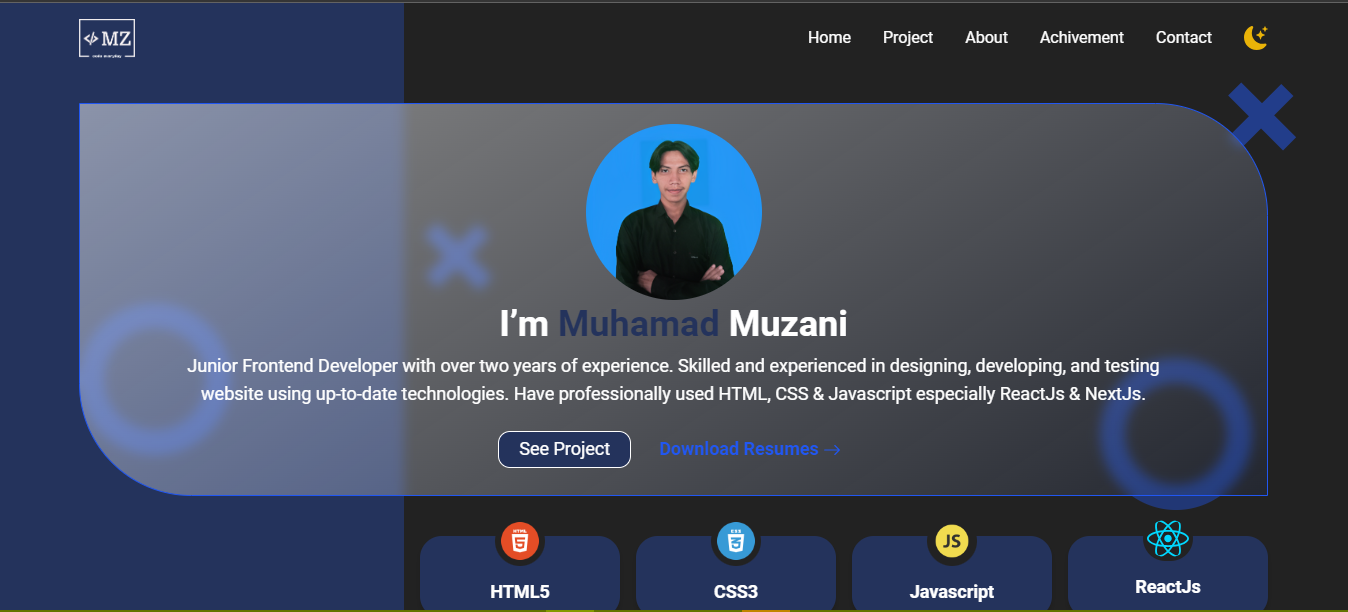 </> MZ
Home Project About Achivement Contact
I’m Muhamad Muzani
Junior Frontend Developer with over two years of experience. Skilled and experienced in designing, developing, and testing
website using up-to-date technologies. Have professionally used HTML, CSS & Javascript especially ReactJs & NextJs.
See Project Download Resumes →
HTML 5 CSS 3 JS
HTML5 CSS3 Javascript ReactJs